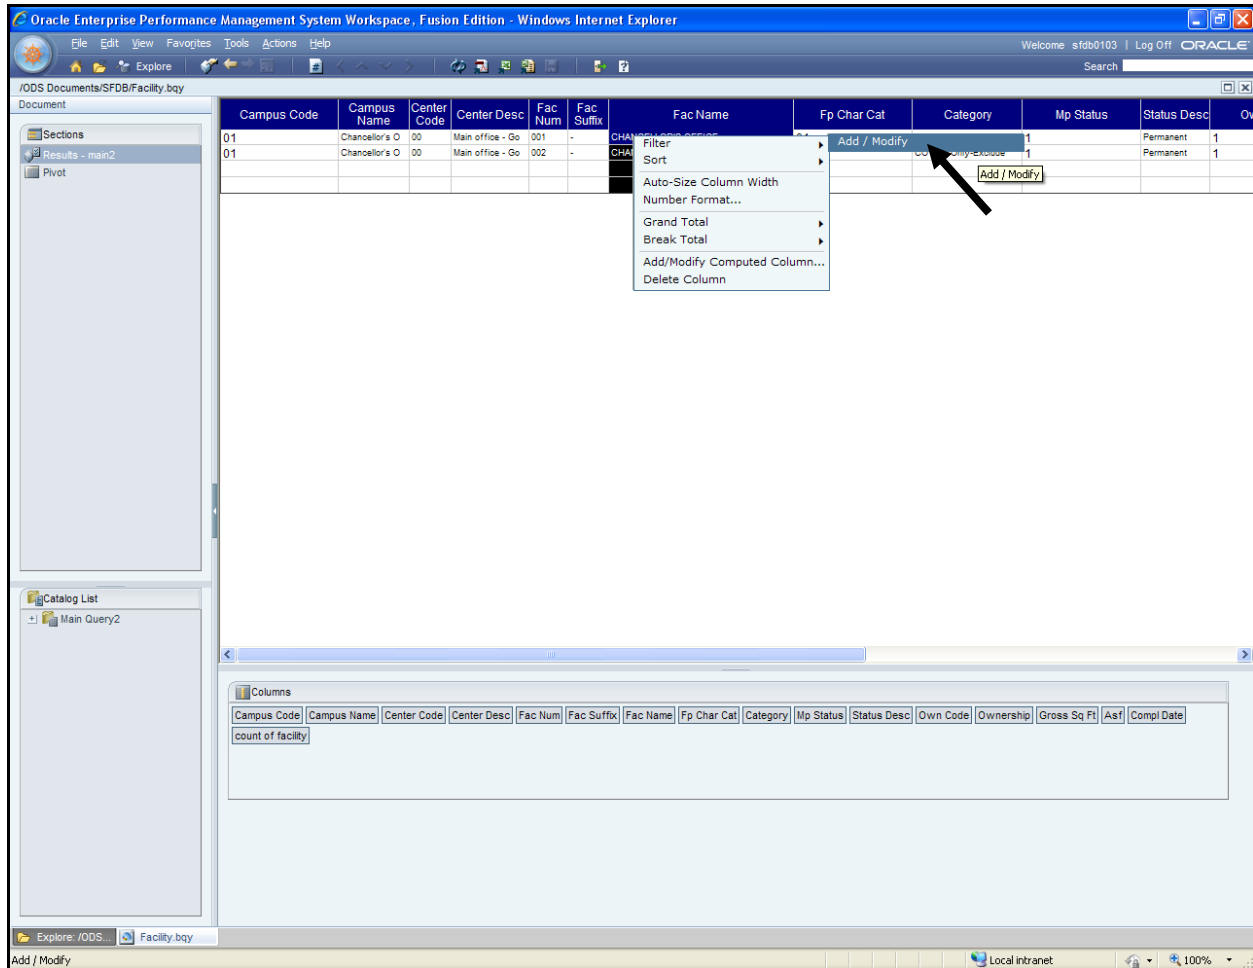 Oracle Enterprise Performance Management System Workspace, Fusion Edition - Windows Internet Explorer
File Edit View Favorites Tools Actions Help
Welcome sfdb0103 | Log Off ORACLE
Explore
Search
/ODS Documents/SFDB/Facility.bqy
Document
Sections
Results - main2
Pivot
Campus Code Campus Name Center Code Center Desc Fac Num Fac Suffix Fac Name Fp Char Cat Category Mp Status Status Desc
01 Chancellor's O 00 Main office - Go 001 - CHANCELLOR'S OFFICE 1 Permanent 1
01 Chancellor's O 00 Main office - Go 002 - 1 Permanent 1
Filter
Sort
Auto-Size Column Width
Number Format...
Grand Total
Break Total
Add/Modify Computed Column...
Delete Column
Add / Modify
Add / Modify
Catalog List
Main Query2
Columns
Campus Code Campus Name Center Code Center Desc Fac Num Fac Suffix Fac Name Fp Char Cat Category Mp Status Status Desc Own Code Ownership Gross Sq Ft Asf Compl Date
count of facility
Explore: /ODS... Facility.bqy
Add / Modify
Local intranet
100%